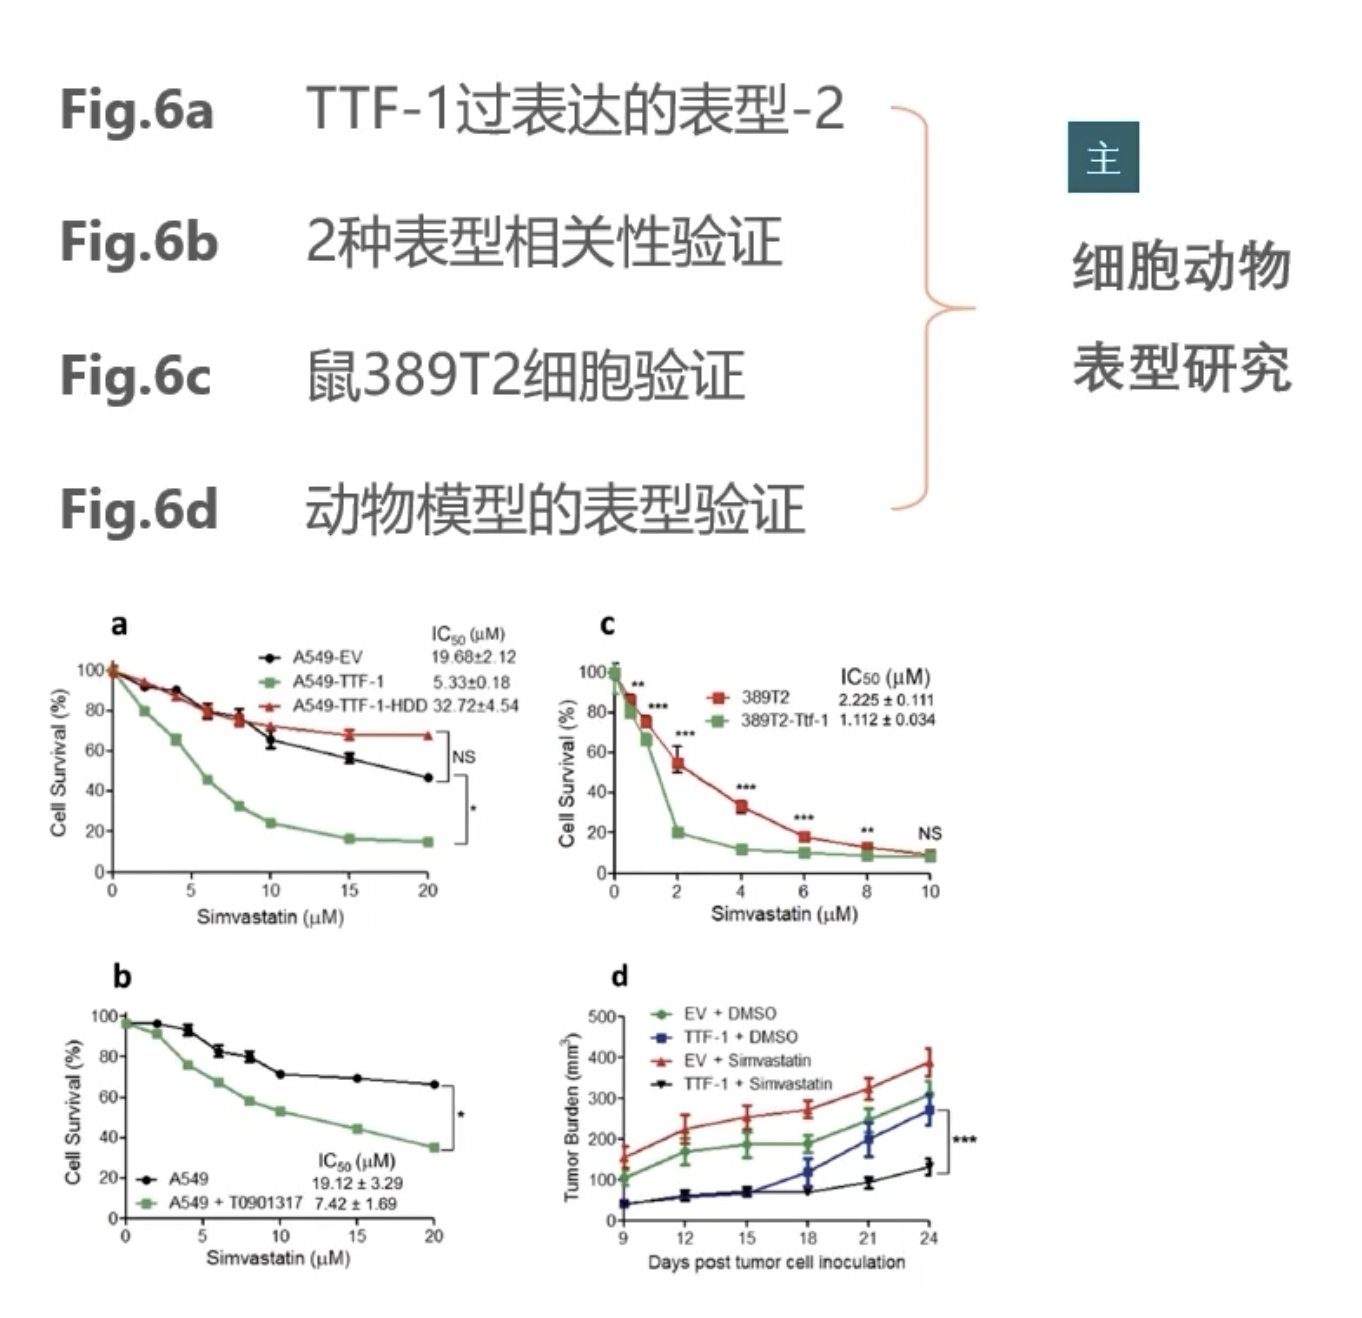 Fig.6a TTF-1过表达的表型-2
Fig.6b 2种表型相关性验证
Fig.6c 鼠389T2细胞验证
Fig.6d 动物模型的表型验证
主
细胞动物
表型研究
a
IC50 (μM)
A549-EV 19.68±2.12
A549-TTF-1 5.33±0.18
A549-TTF-1-HDD 32.72±4.54
NS
*
Cell Survival (%)
100
80
60
40
20
0
0 5 10 15 20
Simvastatin (μM)
c
IC50 (μM)
389T2 2.225 ± 0.111
389T2-Ttf-1 1.112 ± 0.034
** *** *** *** *** ** NS
Cell Survival (%)
100
80
60
40
20
0
0 2 4 6 8 10
Simvastatin (μM)
b
Cell Survival (%)
100
80
60
40
20
0
*
IC50 (μM)
A549 19.12 ± 3.29
A549 + T0901317 7.42 ± 1.69
0 5 10 15 20
Simvastatin (μM)
d
EV + DMSO
TTF-1 + DMSO
EV + Simvastatin
TTF-1 + Simvastatin
***
Tumor Burden (mm3)
500
400
300
200
100
0
9 12 15 18 21 24
Days post tumor cell inoculation